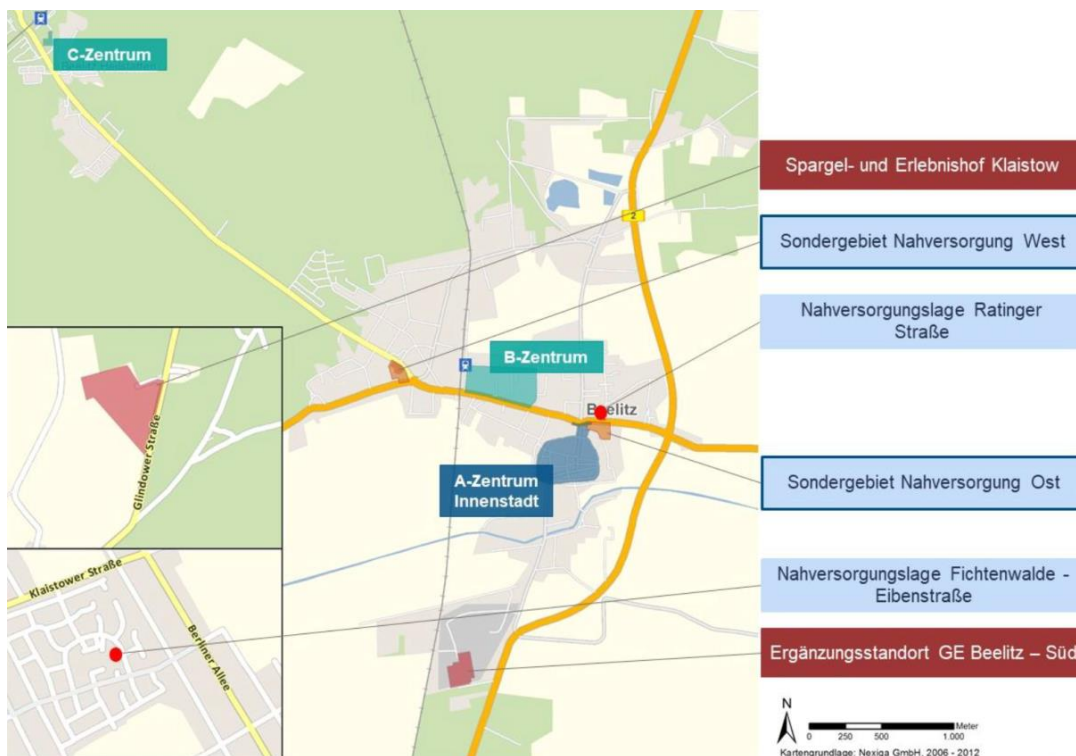 C-Zentrum
Spargel- und Erlebnishof Klaistow
2
Sondergebiet Nahversorgung West
Nahversorgungslage Ratinger
Straße
B-Zentrum
Beelitz
A-Zentrum
Innenstadt
Sondergebiet Nahversorgung Ost
Glindower Straße
Klaistower Straße
Berliner Allee
Nahversorgungslage Fichtenwalde -
Eibenstraße
Ergänzungsstandort GE Beelitz – Süd
N
Meter
0 250 500 1.000
Kartengrundlage: Nexiga GmbH, 2006 - 2012